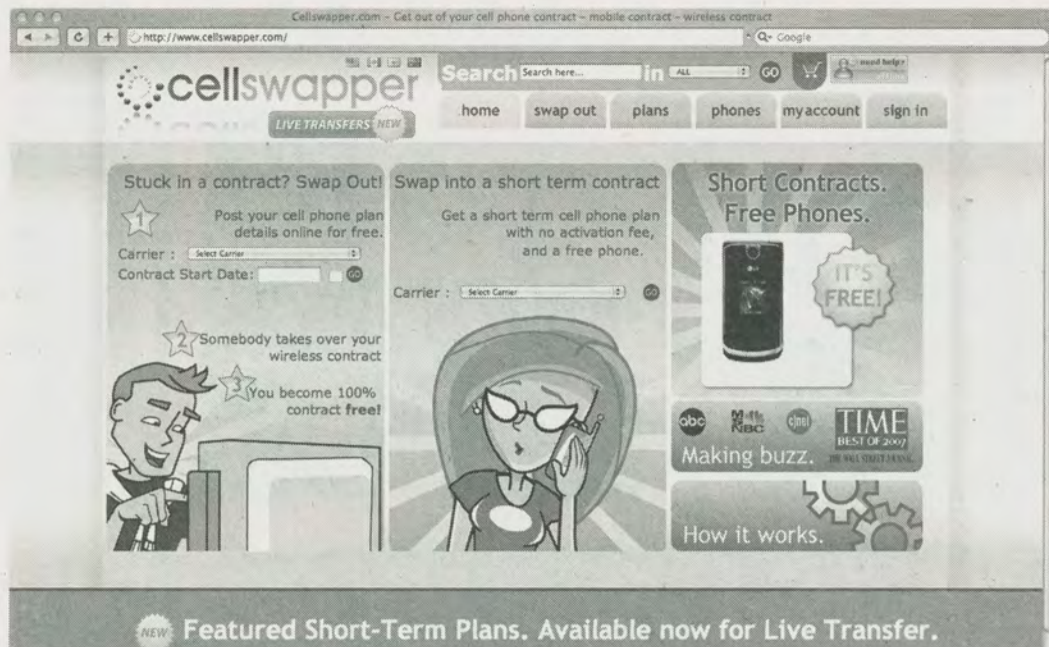 Cellswapper.com – Get out of your cell phone contract – mobile contract – wireless contract
http://www.cellswapper.com/
Google
cellswapper
LIVE TRANSFERS NEW
Search Search here... in ALL GO
need help?
home swap out plans phones my account sign in
Stuck in a contract? Swap Out!
1 Post your cell phone plan
details online for free.
Carrier : Select Carrier
Contract Start Date: GO
2 Somebody takes over your
wireless contract
3 You become 100%
contract free!
Swap into a short term contract
Get a short term cell phone plan
with no activation fee,
and a free phone.
Carrier : Select Carrier GO
Short Contracts.
Free Phones.
LG
IT'S
FREE!
abc NBC c|net TIME
BEST OF 2007
THE WALL STREET JOURNAL.
Making buzz.
How it works.
NEW Featured Short-Term Plans. Available now for Live Transfer.